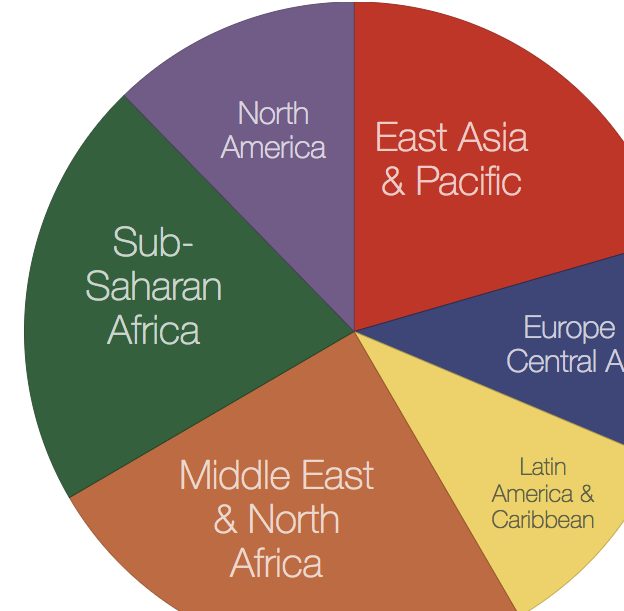 North
America
East Asia
& Pacific
Sub-
Saharan
Africa
Europe
Central A
Latin
America &
Caribbean
Middle East
& North
Africa